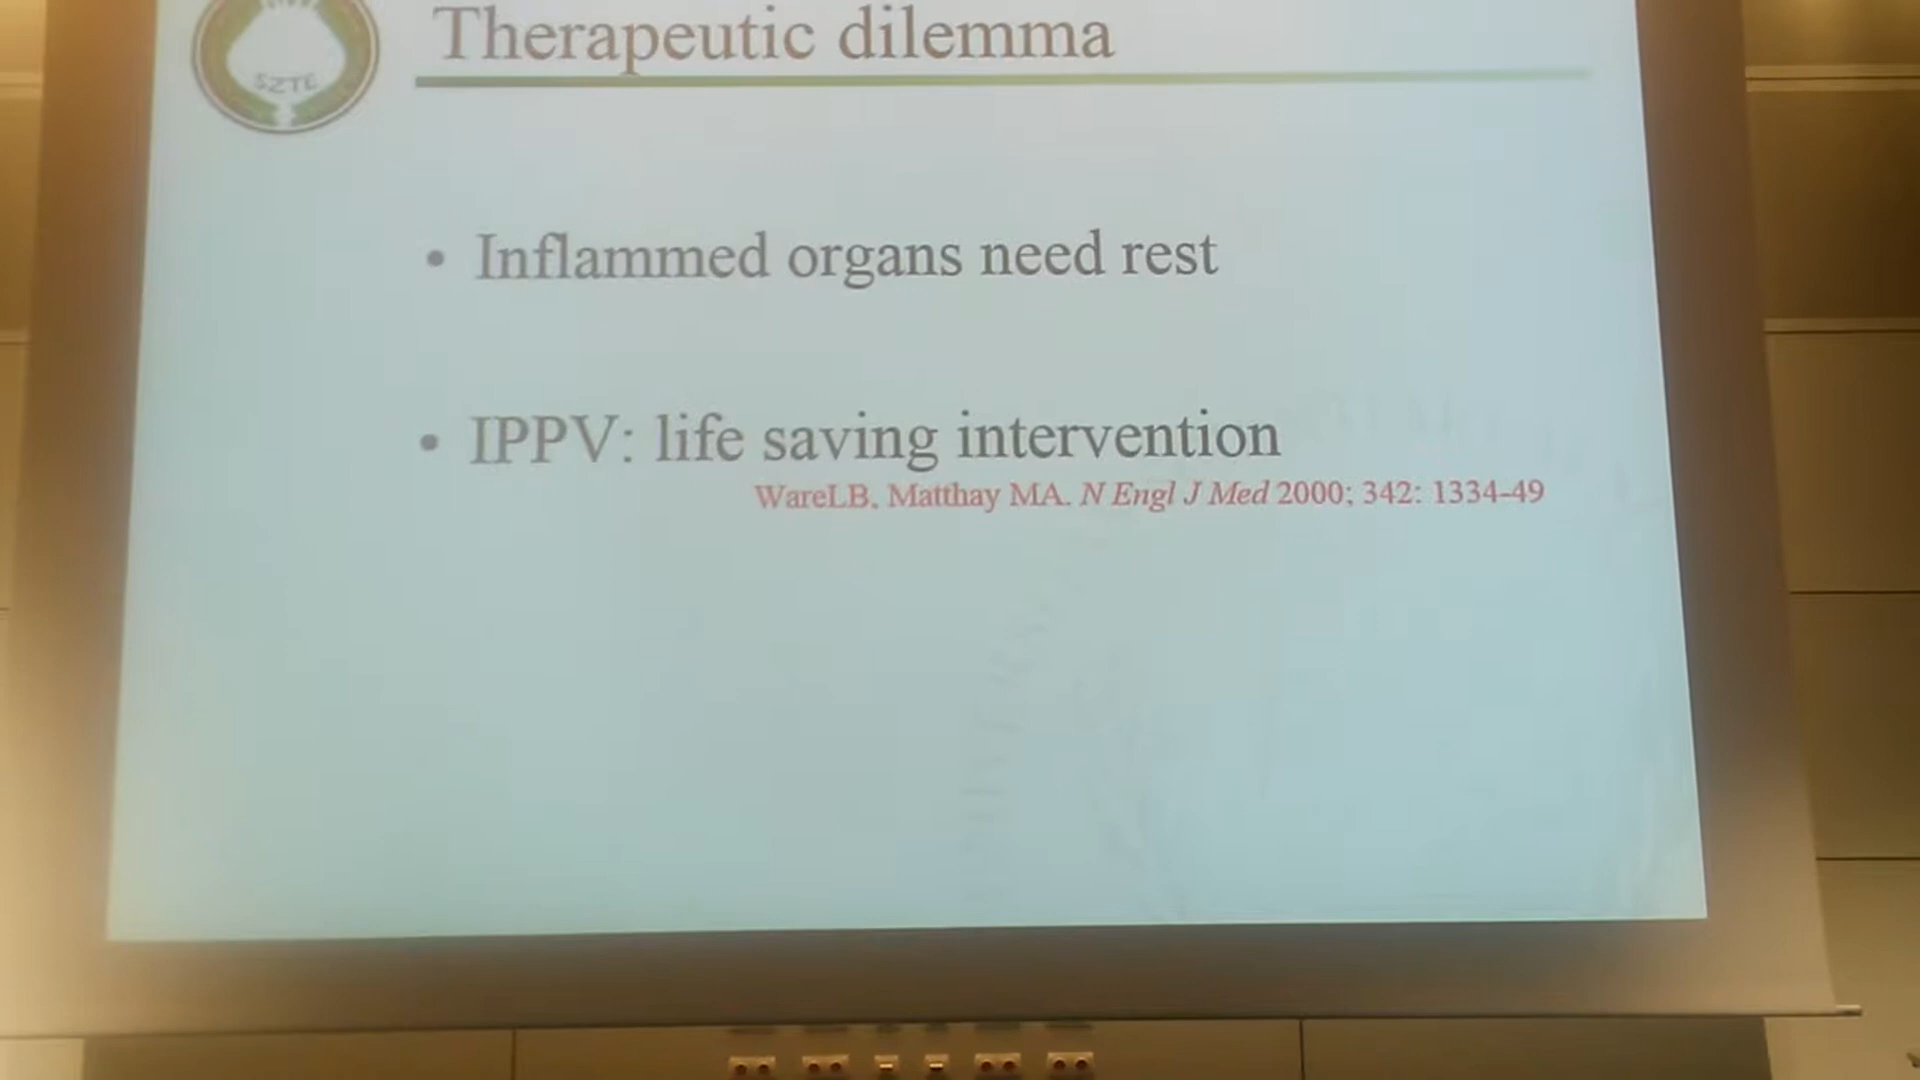 SZTE
Therapeutic dilemma
• Inflammed organs need rest
• IPPV: life saving intervention
WareLB, Matthay MA. N Engl J Med 2000; 342: 1334-49